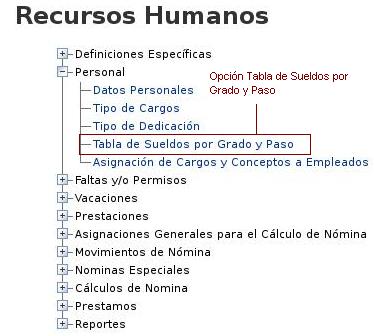 Recursos Humanos
Definiciones Específicas
Personal
Opción Tabla de Sueldos por
Grado y Paso
Datos Personales
Tipo de Cargos
Tipo de Dedicación
Tabla de Sueldos por Grado y Paso
Asignación de Cargos y Conceptos a Empleados
Faltas y/o Permisos
Vacaciones
Prestaciones
Asignaciones Generales para el Cálculo de Nómina
Movimientos de Nómina
Nominas Especiales
Cálculos de Nomina
Prestamos
Reportes